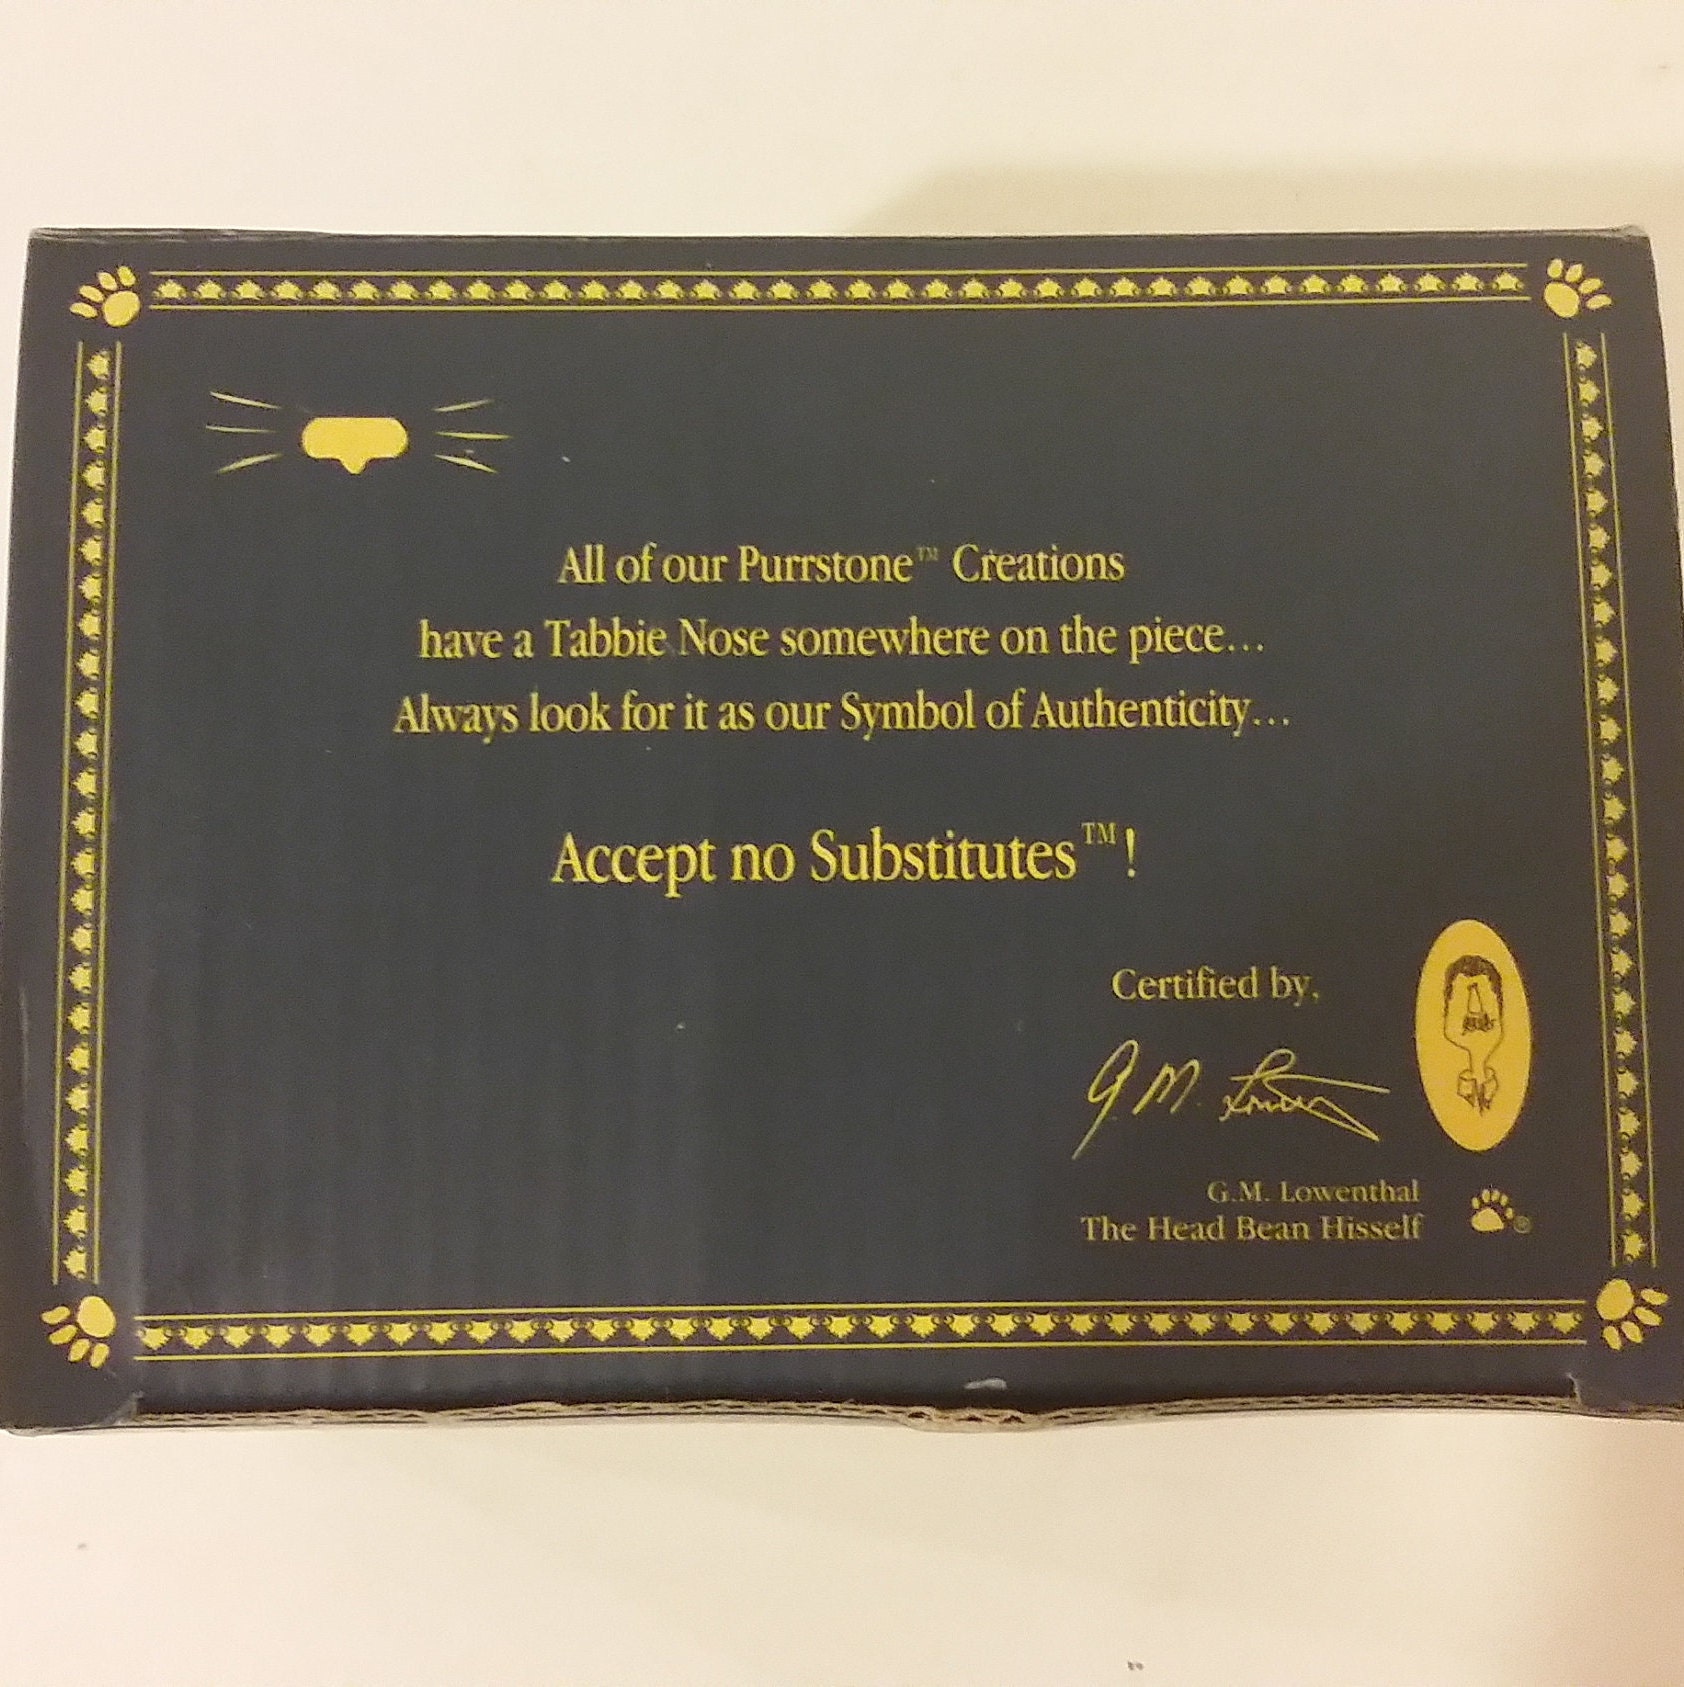 All of our Purrstone™ Creations
have a Tabbie Nose somewhere on the piece...
Always look for it as our Symbol of Authenticity...
Accept no Substitutes™!
Certified by,
G.M. Lowenthal
G.M. Lowenthal
The Head Bean Hisself
®